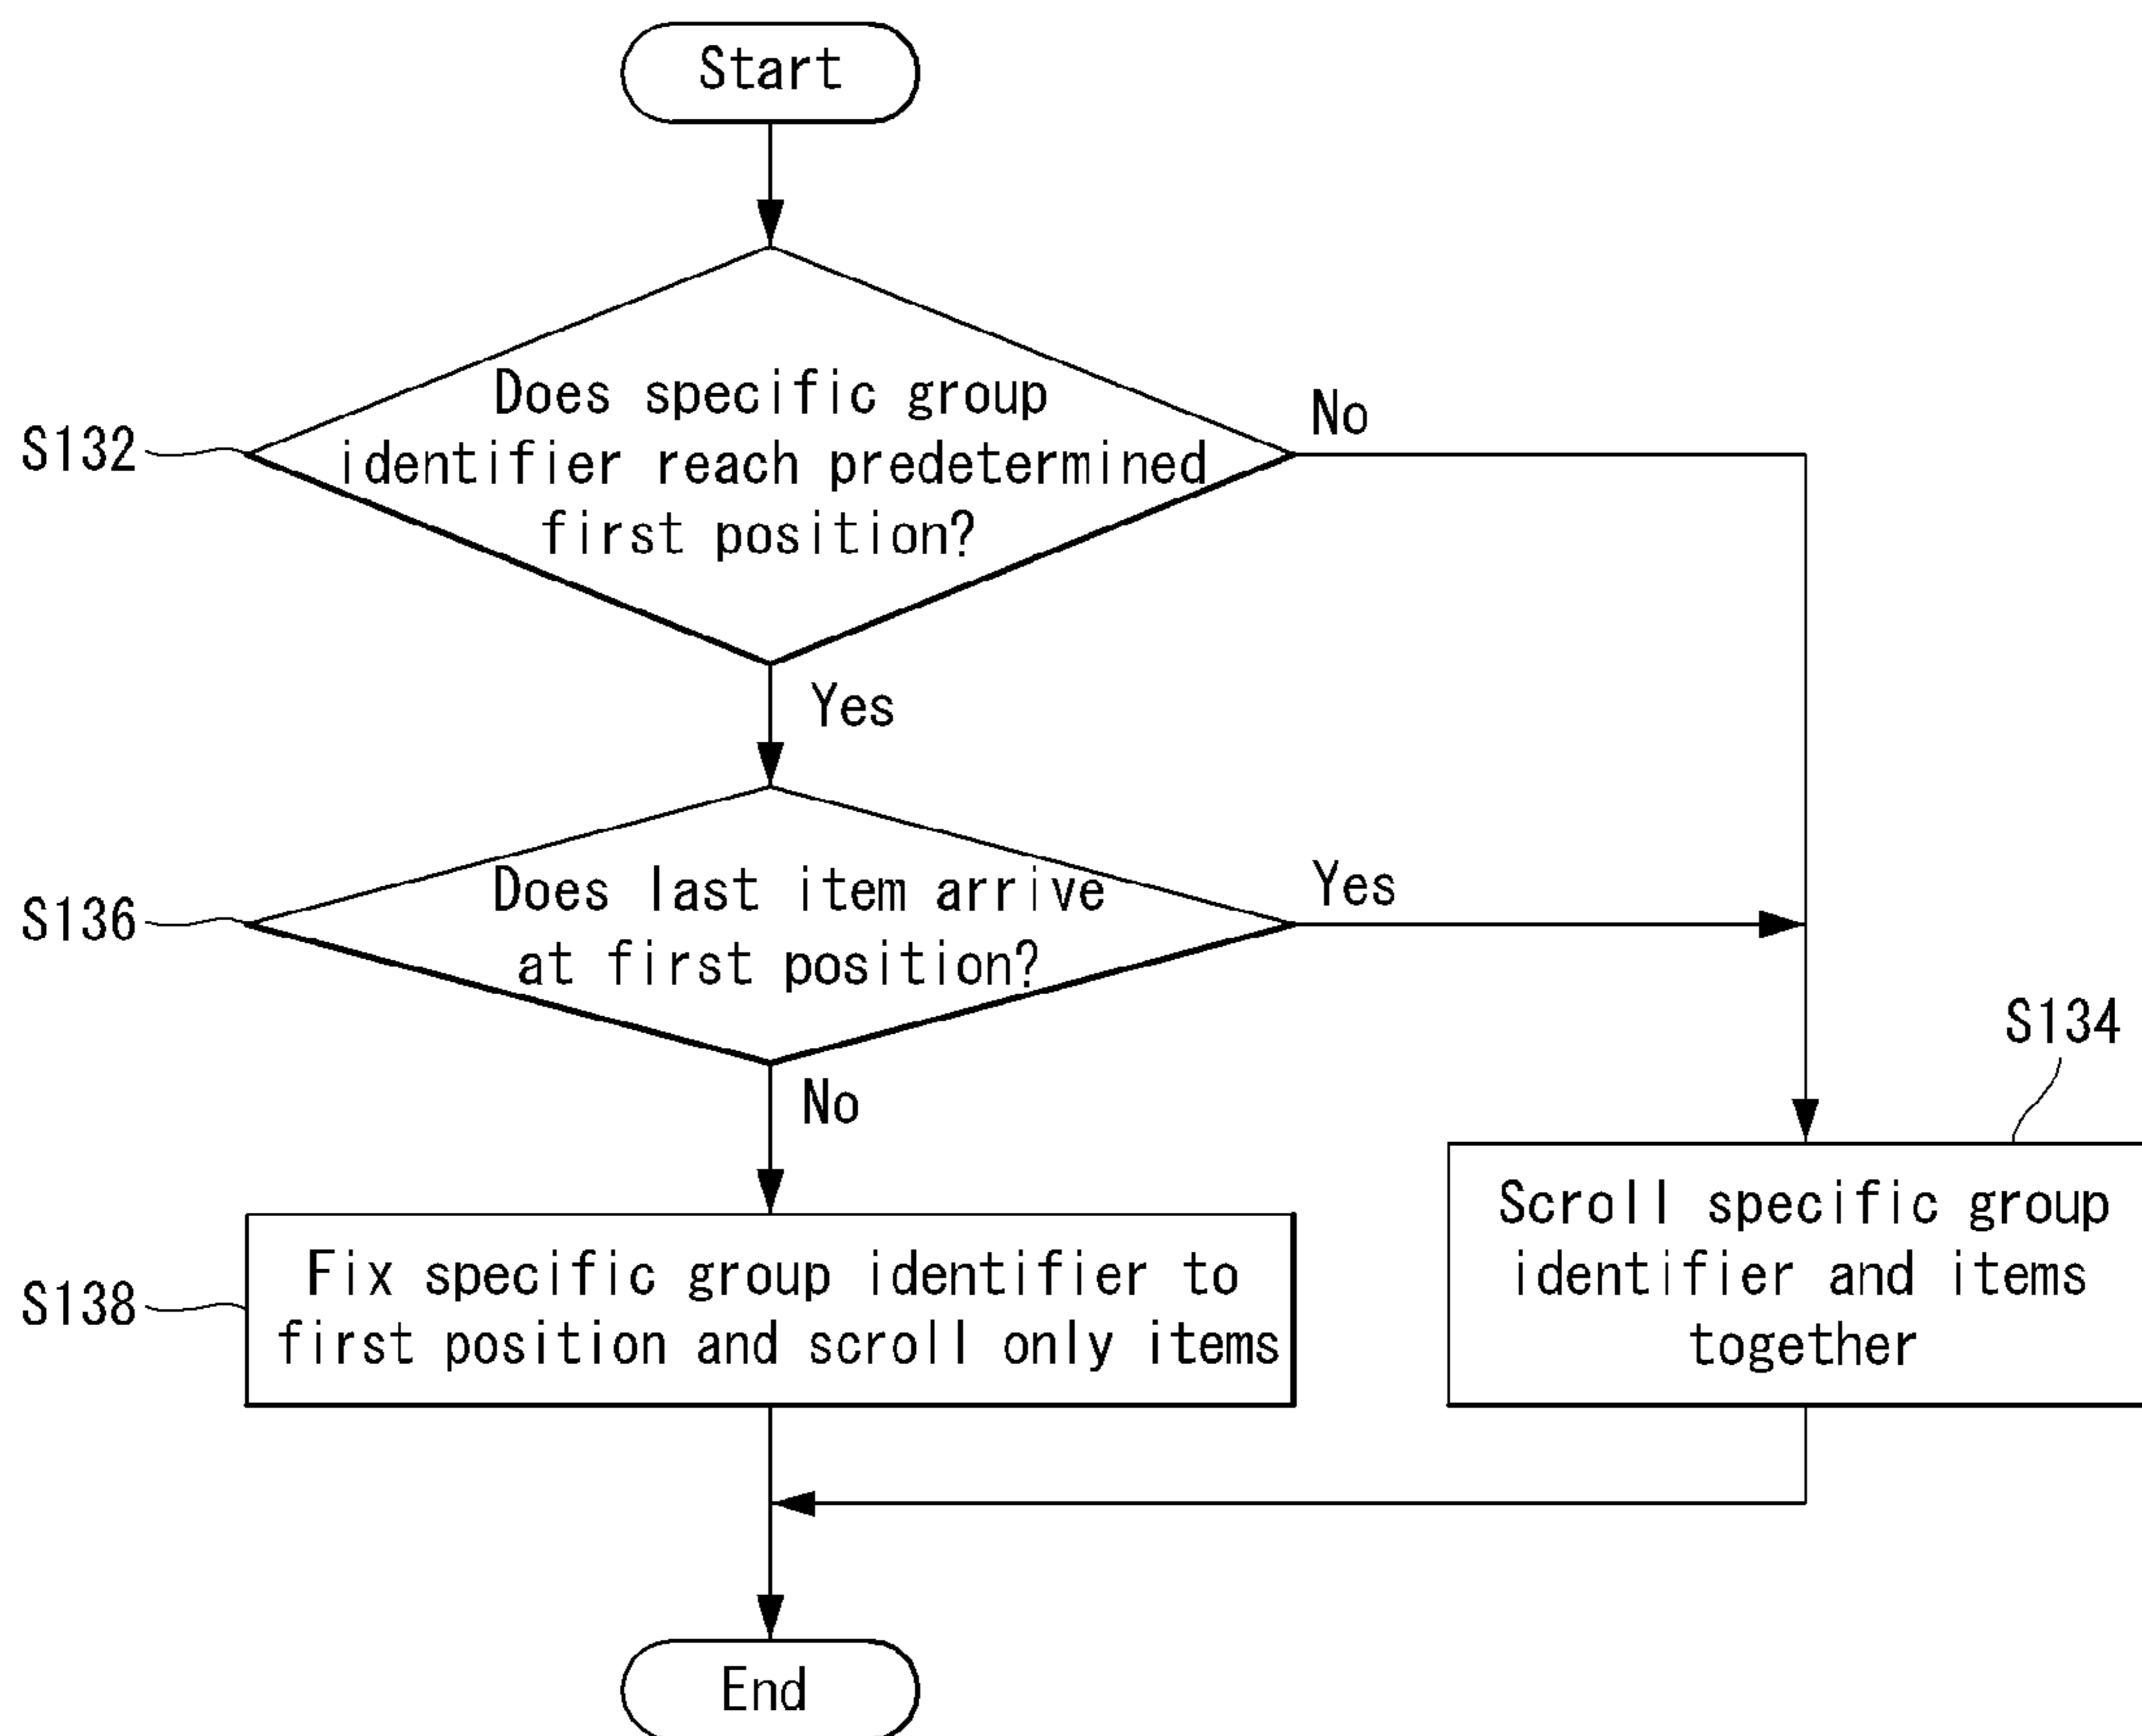 Start
Does specific group
identifier reach predetermined
first position?
S132
No
Yes
Does last item arrive
at first position?
S136
Yes
No
S134
Scroll specific group
identifier and items
together
Fix specific group identifier to
first position and scroll only items
S138
End